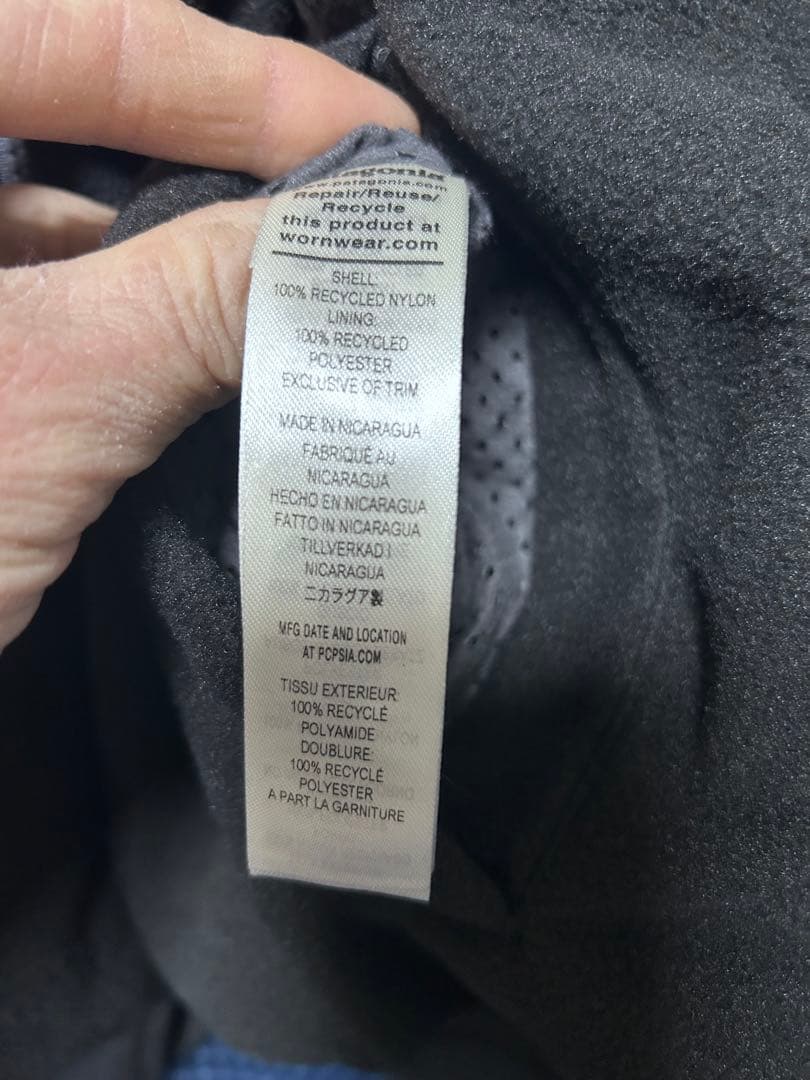 www.patagonia.com
Repair/Reuse/
Recycle
this product at
wornwear.com
SHELL:
100% RECYCLED NYLON
LINING:
100% RECYCLED
POLYESTER
EXCLUSIVE OF TRIM
MADE IN NICARAGUA
FABRIQUÉ AU
NICARAGUA
HECHO EN NICARAGUA
FATTO IN NICARAGUA
TILLVERKAD I
NICARAGUA
ニカラグア製
MFG DATE AND LOCATION
AT PCPSIA.COM
TISSU EXTERIEUR:
100% RECYCLÉ
POLYAMIDE
DOUBLURE:
100% RECYCLÉ
POLYESTER
A PART LA GARNITURE